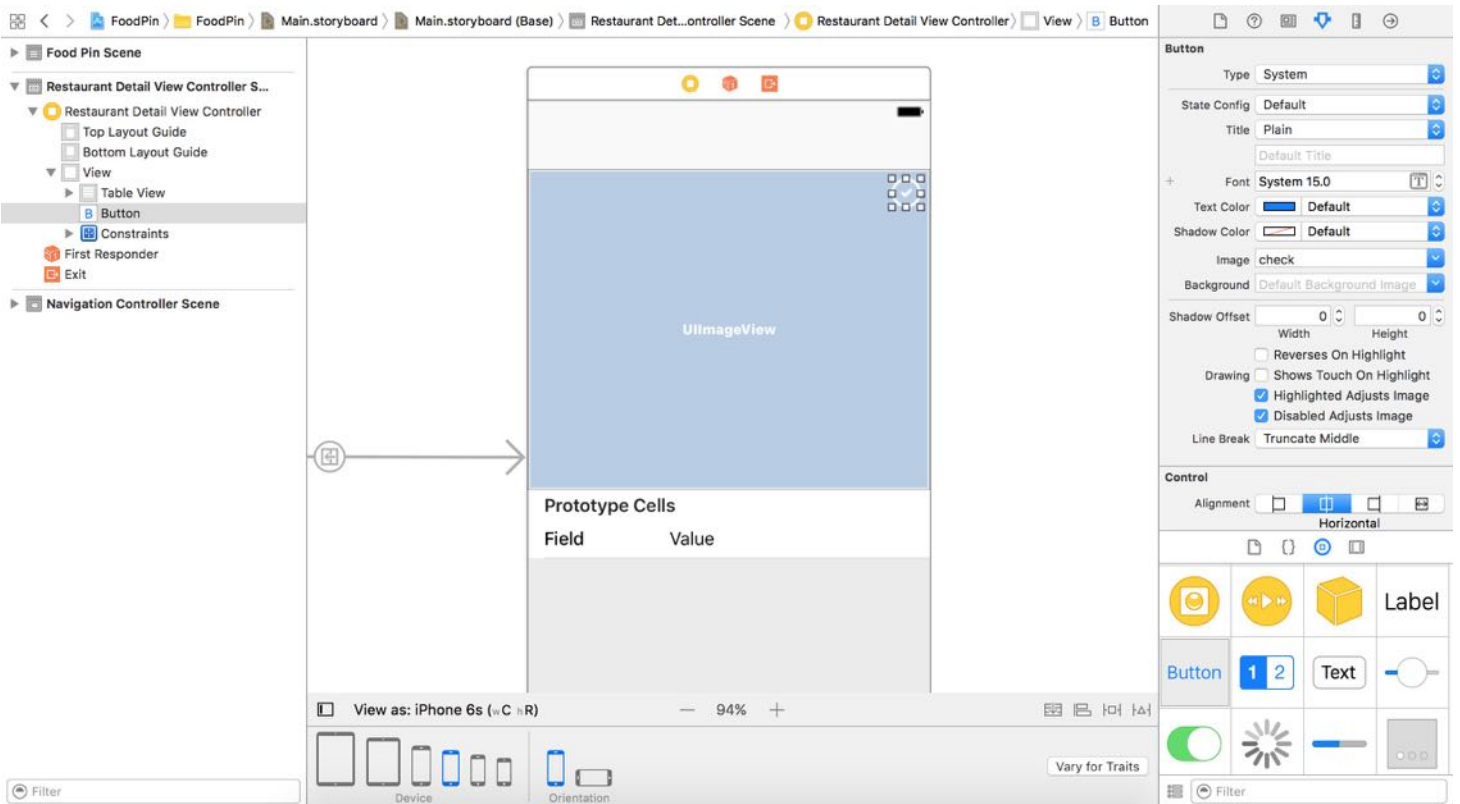 FoodPin FoodPin Main.storyboard Main.storyboard (Base) Restaurant Det...ontroller Scene Restaurant Detail View Controller View B Button
Food Pin Scene
Restaurant Detail View Controller S...
Restaurant Detail View Controller
Top Layout Guide
Bottom Layout Guide
View
Table View
B Button
Constraints
First Responder
Exit
Navigation Controller Scene
Filter
UIImageView
Prototype Cells
Field Value
View as: iPhone 6s (wC hR)
94%
Device
Orientation
Vary for Traits
Button
Type System
State Config Default
Title Plain
Default Title
Font System 15.0 T
Text Color Default
Shadow Color Default
Image check
Background Default Background Image
Shadow Offset 0 0
Width Height
Reverses On Highlight
Drawing Shows Touch On Highlight
Highlighted Adjusts Image
Disabled Adjusts Image
Line Break Truncate Middle
Control
Alignment
Horizontal
{}
Label
Button 1 2 Text
Filter